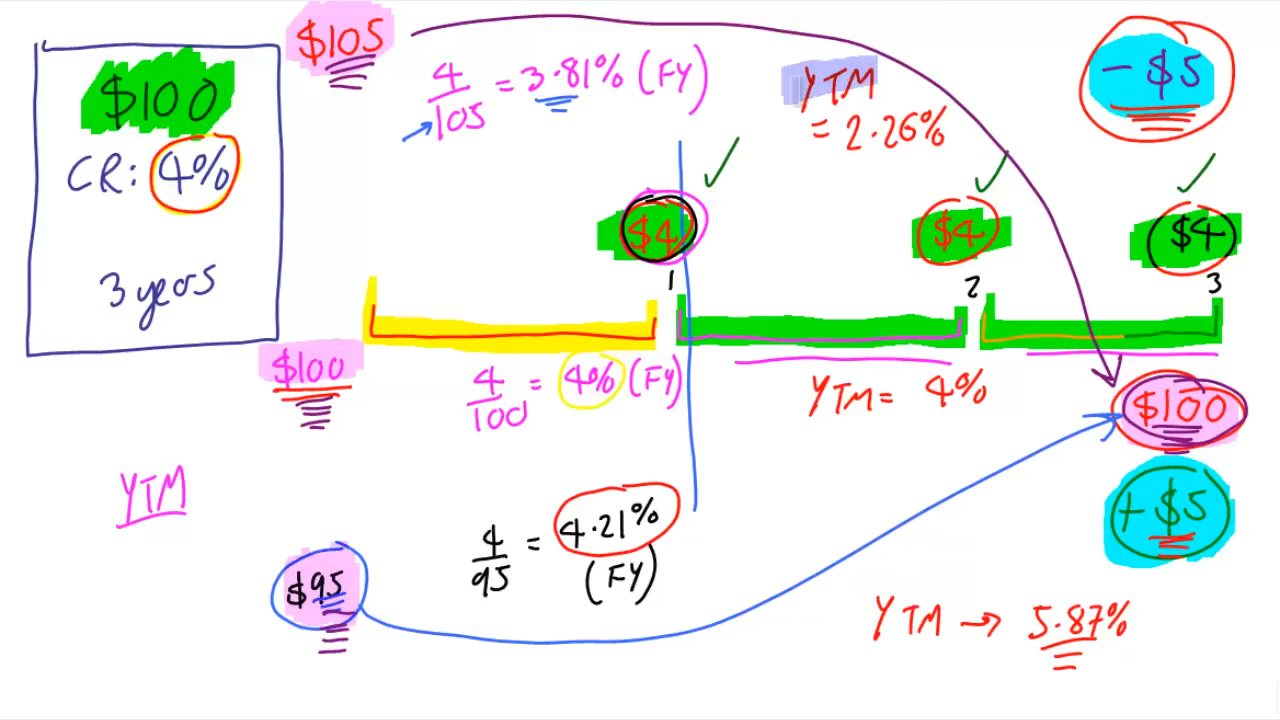 $100
CR: 4%
3 years
$105
4/105 = 3.81% (FY)
YTM
= 2.26%
- $5
$4
$4
$4
1
2
3
$100
4/100 = 4% (FY)
YTM = 4%
$100
YTM
+ $5
$95
4/95 = 4.21%
(FY)
YTM → 5.87%